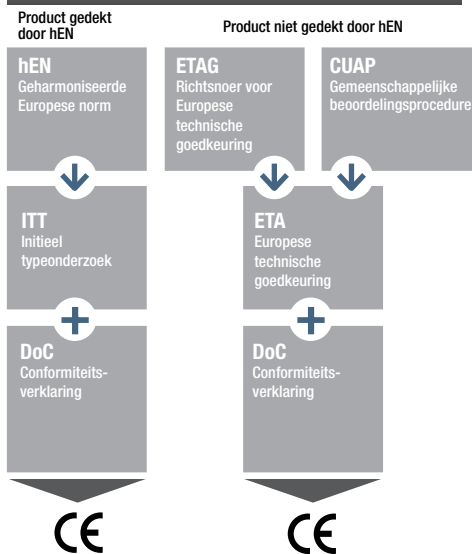 Product gedekt
door hEN
hEN
Geharmoniseerde
Europese norm
ITT
Initieel
typeonderzoek
DoC
Conformiteits-
verklaring
CE
Product niet gedekt door hEN
ETAG
Richtsnoer voor
Europese
technische
goedkeuring
CUAP
Gemeenschappelijke
beoordelingsprocedure
ETA
Europese
technische
goedkeuring
DoC
Conformiteits-
verklaring
CE